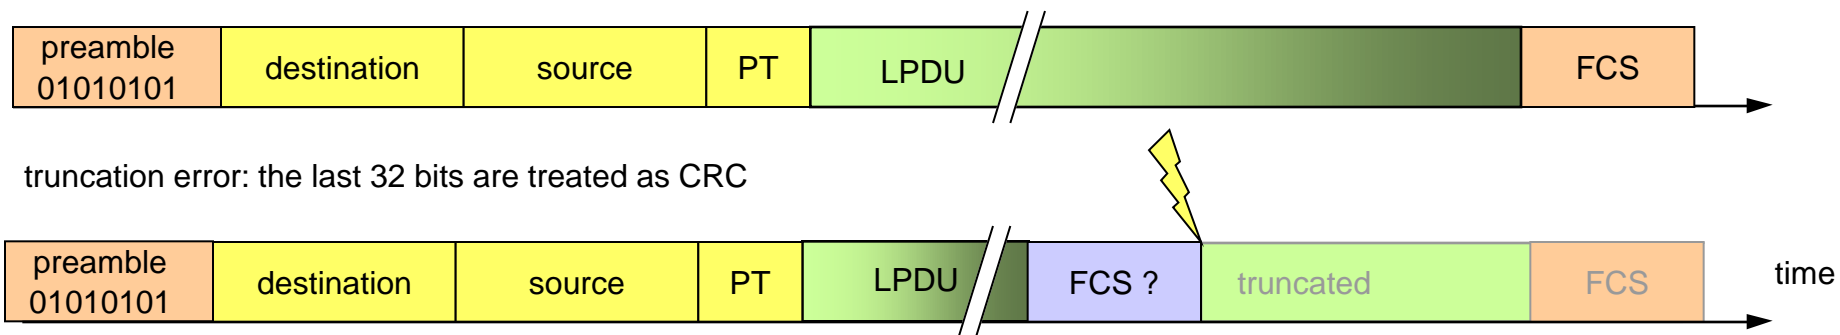 preamble
01010101
destination
source
PT
LPDU
FCS
truncation error: the last 32 bits are treated as CRC
preamble
01010101
destination
source
PT
LPDU
FCS ?
truncated
FCS
time